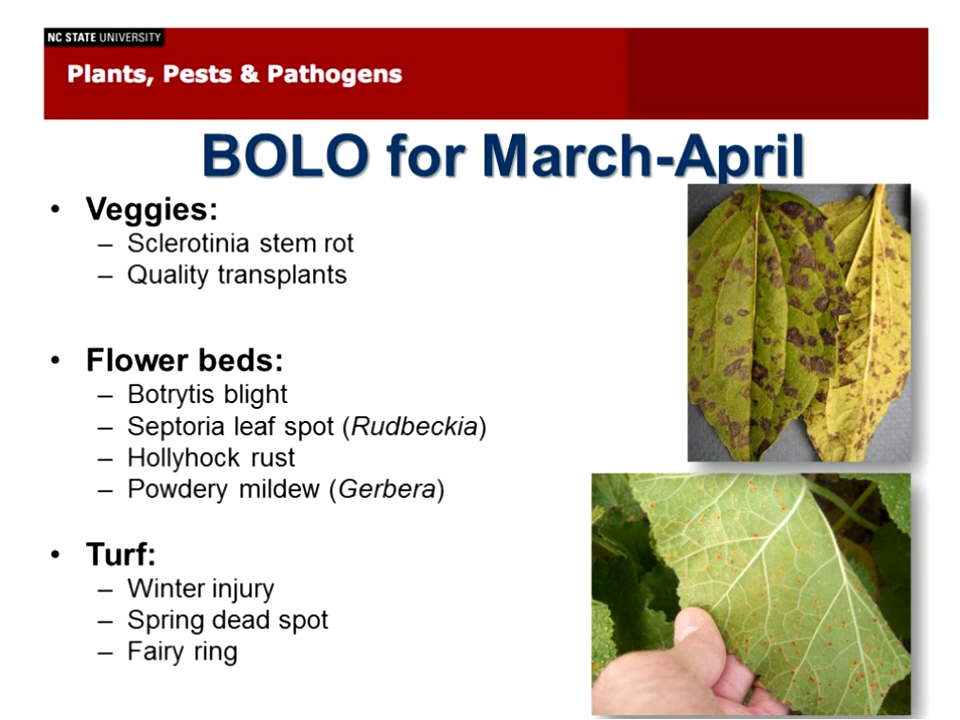 NC STATE UNIVERSITY
Plants, Pests & Pathogens
BOLO for March-April
• Veggies:
– Sclerotinia stem rot
– Quality transplants
• Flower beds:
– Botrytis blight
– Septoria leaf spot (Rudbeckia)
– Hollyhock rust
– Powdery mildew (Gerbera)
• Turf:
– Winter injury
– Spring dead spot
– Fairy ring